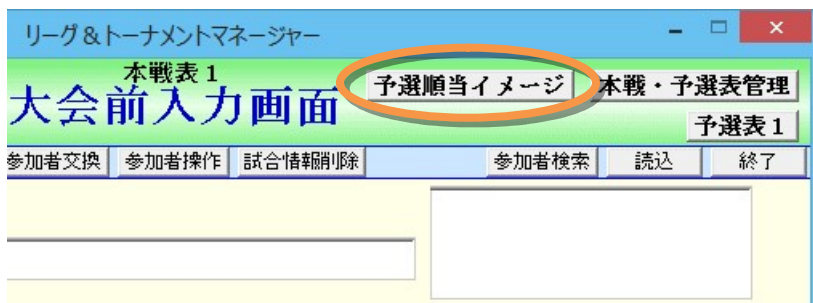 リーグ＆トーナメントマネージャー
本戦表１
大会前入力画面
予選順当イメージ
本戦・予選表管理
予選表１
参加者交換 参加者操作 試合情報削除 参加者検索 読込 終了